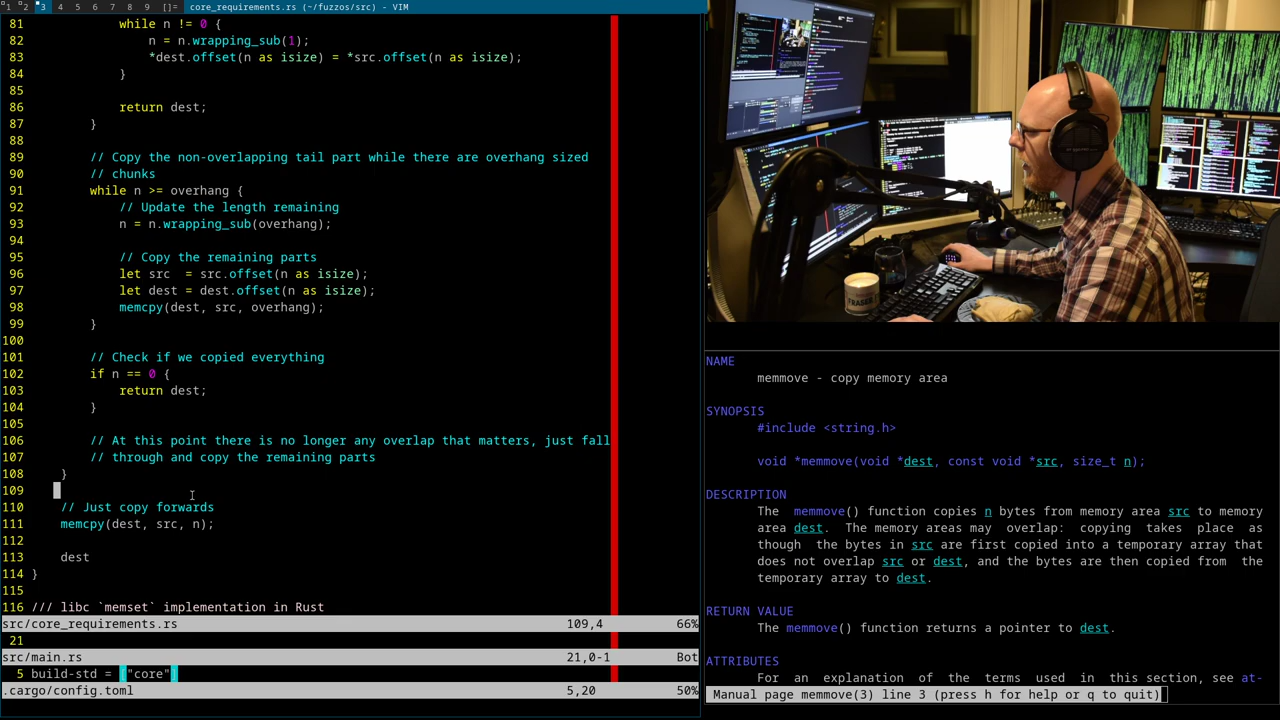 1 2 3 4 5 6 7 8 9 []= core_requirements.rs (~/fuzzos/src) - VIM
81 while n != 0 {
82 n = n.wrapping_sub(1);
83 *dest.offset(n as isize) = *src.offset(n as isize);
84 }
85
86 return dest;
87 }
88
89 // Copy the non-overlapping tail part while there are overhang sized
90 // chunks
91 while n >= overhang {
92 // Update the length remaining
93 n = n.wrapping_sub(overhang);
94
95 // Copy the remaining parts
96 let src  = src.offset(n as isize);
97 let dest = dest.offset(n as isize);
98 memcpy(dest, src, overhang);
99 }
100
101 // Check if we copied everything
102 if n == 0 {
103 return dest;
104 }
105
106 // At this point there is no longer any overlap that matters, just fall
107 // through and copy the remaining parts
108 }
109
110 // Just copy forwards
111 memcpy(dest, src, n);
112
113 dest
114 }
115
116 /// libc `memset` implementation in Rust
src/core_requirements.rs 109,4 66%
21
src/main.rs 21,0-1 Bot
5 build-std = ["core"]
.cargo/config.toml 5,20 50%
NAME
memmove - copy memory area
SYNOPSIS
#include <string.h>
void *memmove(void *dest, const void *src, size_t n);
DESCRIPTION
The memmove() function copies n bytes from memory area src to memory
area dest. The memory areas may overlap: copying takes place as
though the bytes in src are first copied into a temporary array that
does not overlap src or dest, and the bytes are then copied from the
temporary array to dest.
RETURN VALUE
The memmove() function returns a pointer to dest.
ATTRIBUTES
For an explanation of the terms used in this section, see at-
Manual page memmove(3) line 3 (press h for help or q to quit)